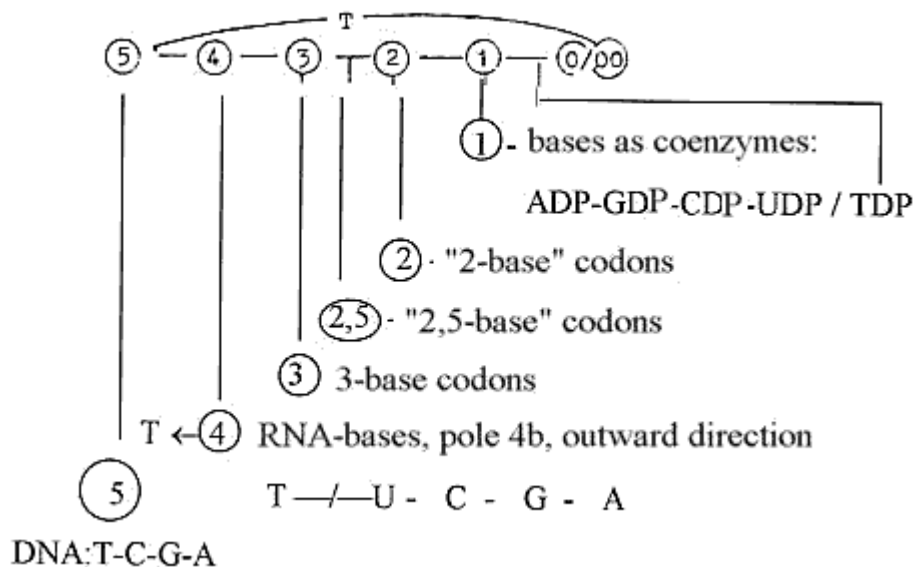 T
5 4 3 2 1 0/00
1 - bases as coenzymes:
ADP-GDP-CDP-UDP / TDP
2 - "2-base" codons
2,5 - "2,5-base" codons
3 3-base codons
T ←4 RNA-bases, pole 4b, outward direction
5 T —/—U - C - G - A
DNA:T-C-G-A